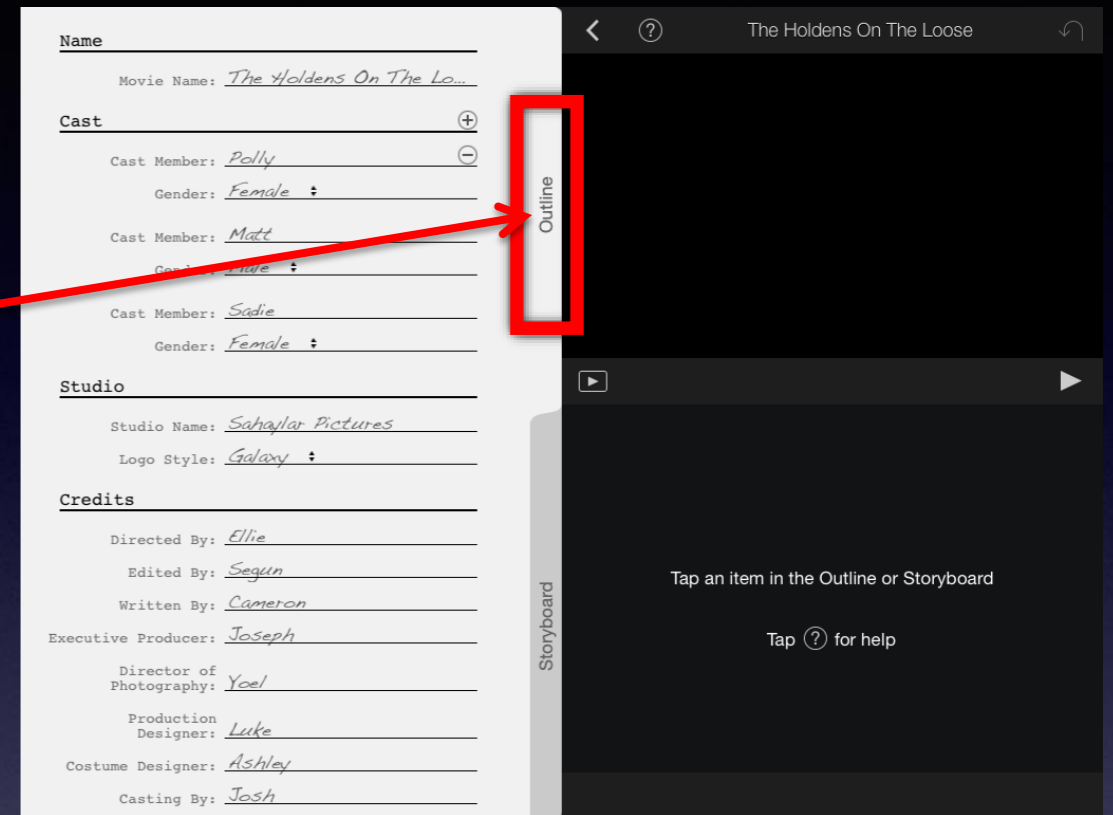 Name
Movie Name: The Holdens On The Lo...
Cast
Cast Member: Polly
Gender: Female
Cast Member: Matt
Gender: Male
Cast Member: Sadie
Gender: Female
Studio
Studio Name: Sahaylar Pictures
Logo Style: Galaxy
Credits
Directed By: Ellie
Edited By: Segun
Written By: Cameron
Executive Producer: Joseph
Director of
Photography: Yoel
Production
Designer: Luke
Costume Designer: Ashley
Casting By: Josh
Outline
Storyboard
The Holdens On The Loose
Tap an item in the Outline or Storyboard
Tap ? for help